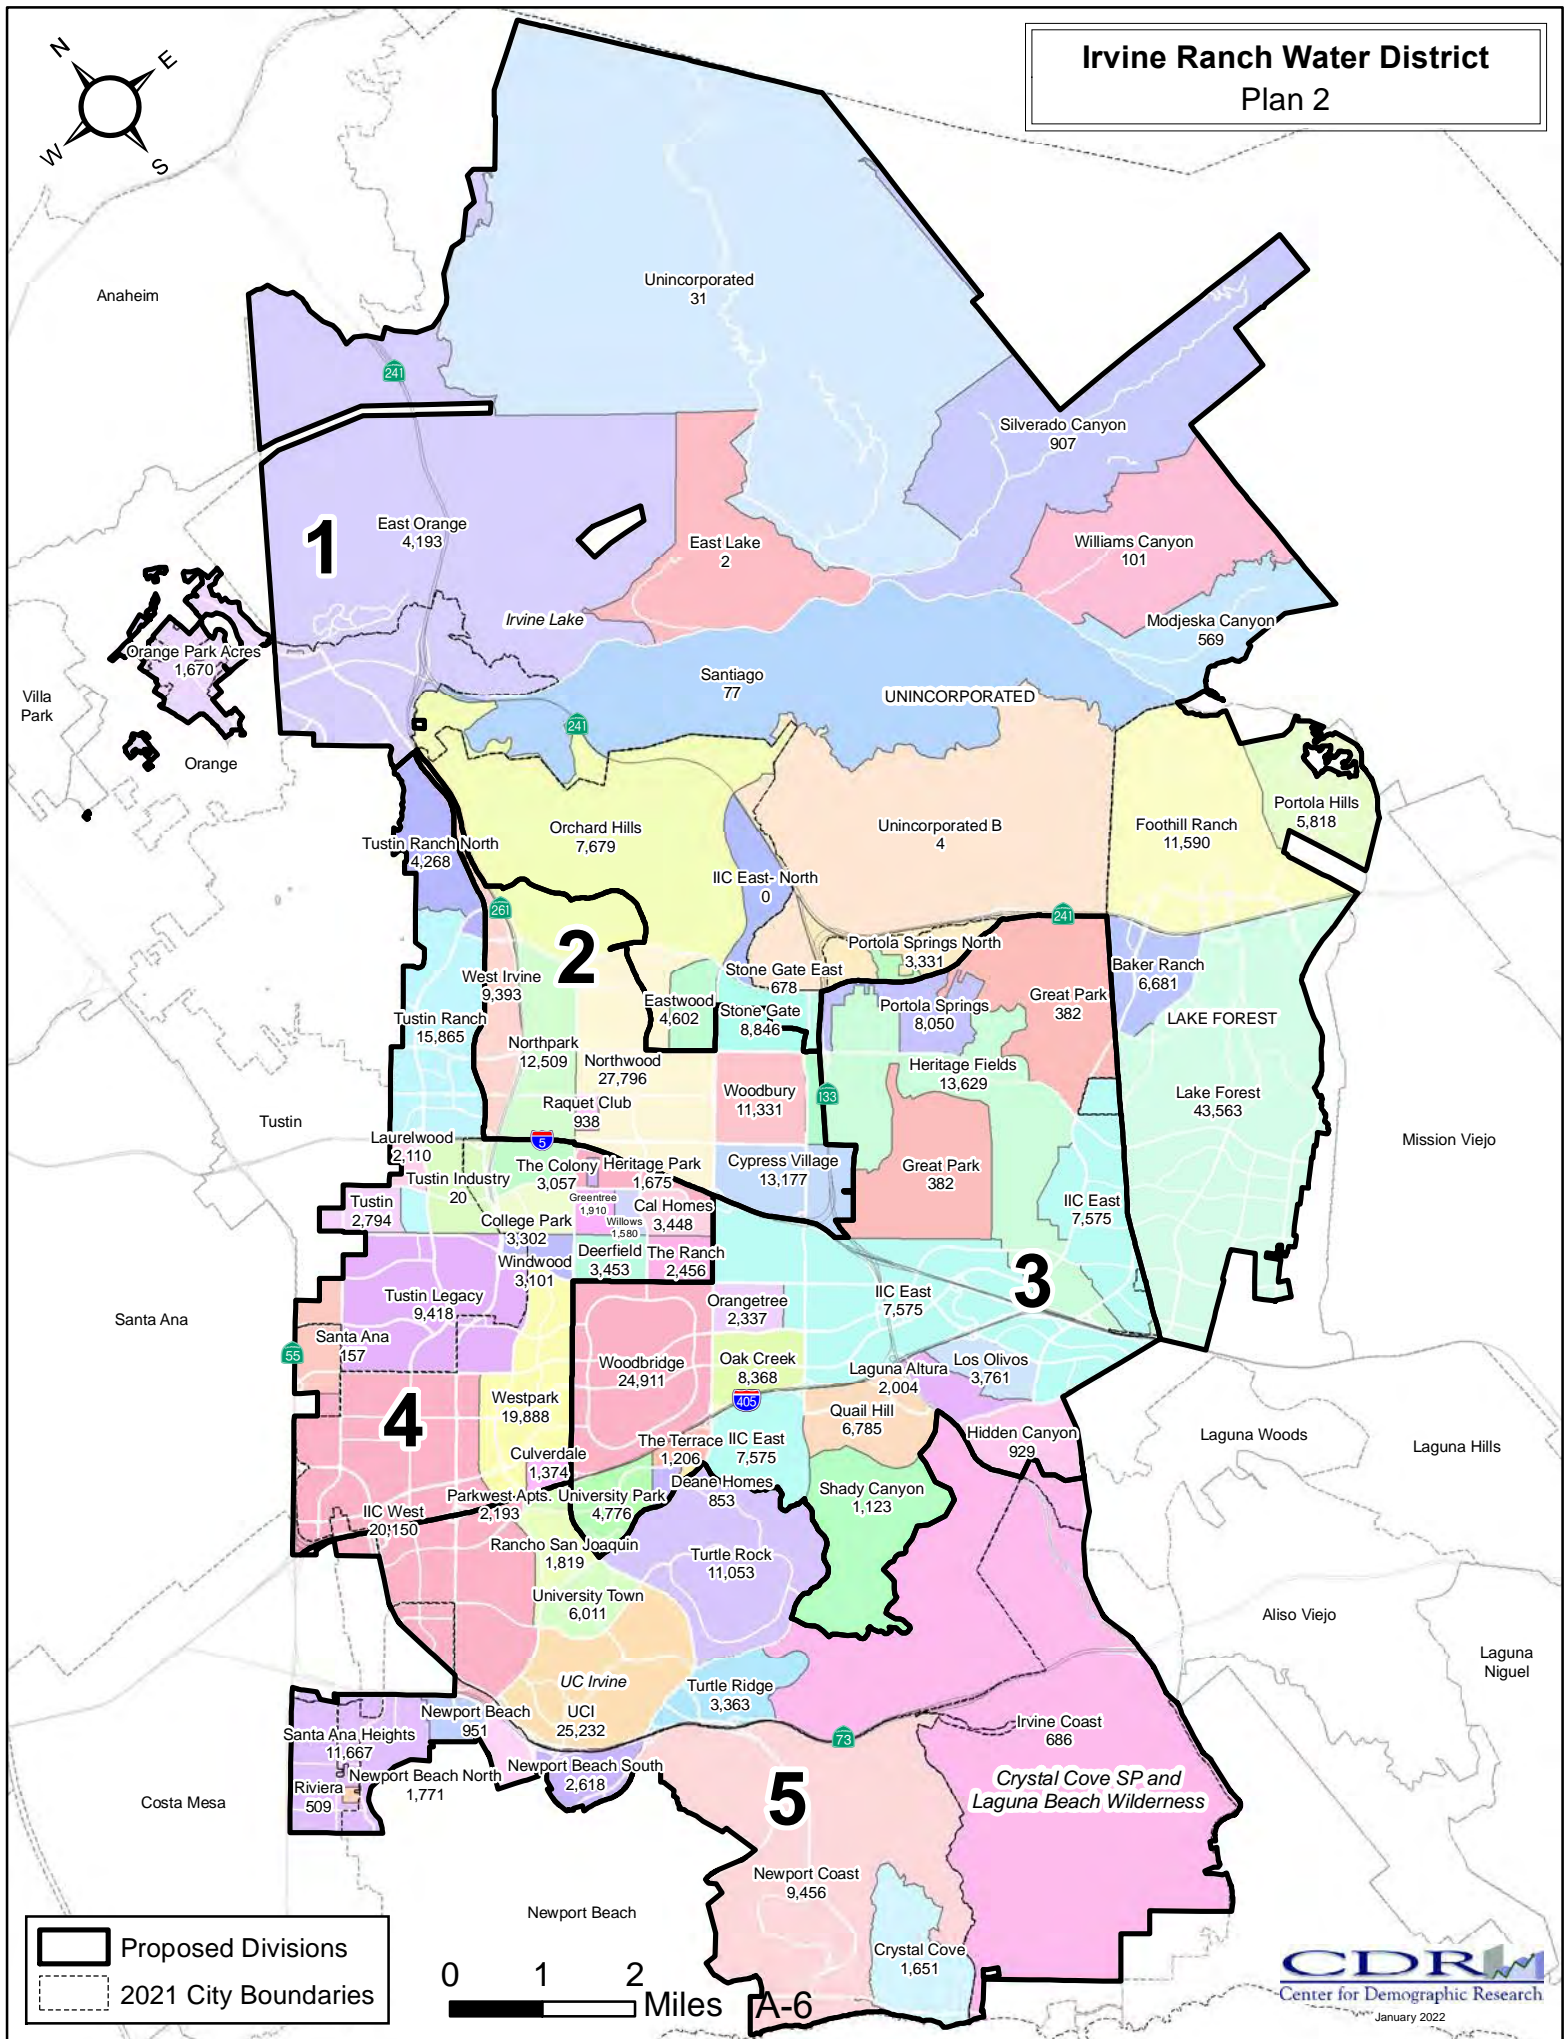 Irvine Ranch Water District
Plan 2
N
E
W
S
Anaheim
Unincorporated
31
241
Silverado Canyon
907
1
East Orange
4,193
East Lake
2
Williams Canyon
101
Irvine Lake
Modjeska Canyon
569
Orange Park Acres
1,670
Santiago
77
UNINCORPORATED
Villa
Park
241
Orange
Portola Hills
5,818
Orchard Hills
7,679
Unincorporated B
4
Foothill Ranch
11,590
Tustin Ranch North
4,268
IIC East- North
0
261
241
2
Portola Springs North
3,331
Baker Ranch
6,681
West Irvine
9,393
Stone Gate East
678
Great Park
382
Eastwood
4,602
Stone Gate
8,846
Portola Springs
8,050
LAKE FOREST
Tustin Ranch
15,865
Northpark
12,509
Northwood
27,796
Heritage Fields
13,629
Woodbury
11,331
133
Lake Forest
43,563
Raquet Club
938
Tustin
5
Mission Viejo
Laurelwood
2,110
The Colony
3,057
Heritage Park
1,675
Cypress Village
13,177
Great Park
382
Tustin Industry
20
Tustin
2,794
Greentree
1,910
Cal Homes
3,448
IIC East
7,575
College Park
3,302
Willows
1,580
Windwood
3,101
Deerfield
3,453
The Ranch
2,456
3
Tustin Legacy
9,418
Orangetree
2,337
IIC East
7,575
Santa Ana
Santa Ana
157
55
Woodbridge
24,911
Oak Creek
8,368
Laguna Altura
2,004
Los Olivos
3,761
4
Westpark
19,888
405
Quail Hill
6,785
Hidden Canyon
929
Laguna Woods
Laguna Hills
Culverdale
1,374
The Terrace
1,206
IIC East
7,575
Deane Homes
853
Shady Canyon
1,123
IIC West
20,150
Parkwest Apts.
2,193
University Park
4,776
Rancho San Joaquin
1,819
Turtle Rock
11,053
University Town
6,011
Aliso Viejo
Laguna
Niguel
UC Irvine
UCI
25,232
Turtle Ridge
3,363
Newport Beach
951
Santa Ana Heights
11,667
73
Irvine Coast
686
Newport Beach South
2,618
Newport Beach North
1,771
Riviera
509
5
Crystal Cove SP and
Laguna Beach Wilderness
Costa Mesa
Newport Coast
9,456
Newport Beach
Crystal Cove
1,651
Proposed Divisions
2021 City Boundaries
0 1 2
Miles
A-6
CDR
Center for Demographic Research
January 2022